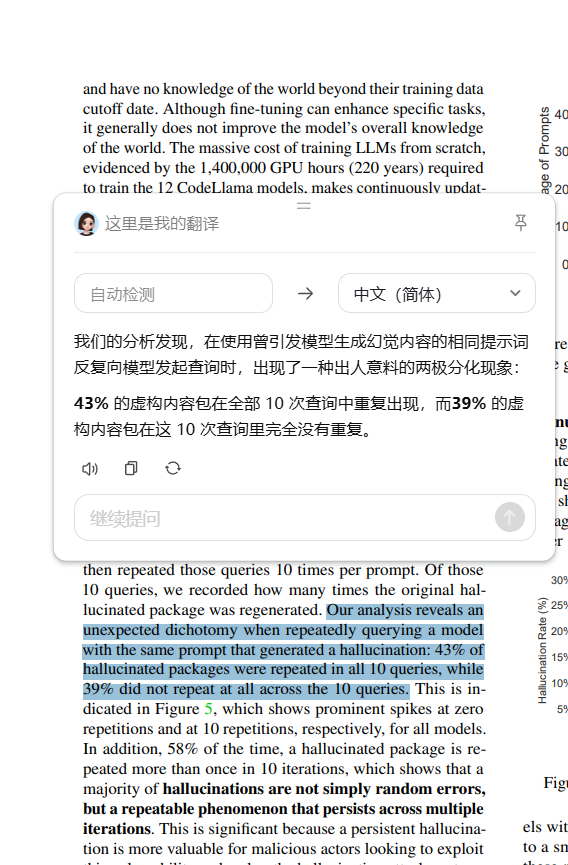 and have no knowledge of the world beyond their training data
cutoff date. Although fine-tuning can enhance specific tasks,
it generally does not improve the model's overall knowledge
of the world. The massive cost of training LLMs from scratch,
evidenced by the 1,400,000 GPU hours (220 years) required
to train the 12 CodeLlama models, makes continuously updat-
这里是我的翻译
自动检测
→
中文（简体）
我们的分析发现，在使用曾引发模型生成幻觉内容的相同提示词
反复向模型发起查询时，出现了一种出人意料的两极分化现象：
43% 的虚构内容包在全部 10 次查询中重复出现，而39% 的虚
构内容包在这 10 次查询里完全没有重复。
继续提问
then repeated those queries 10 times per prompt. Of those
10 queries, we recorded how many times the original hal-
lucinated package was regenerated. Our analysis reveals an
unexpected dichotomy when repeatedly querying a model
with the same prompt that generated a hallucination: 43% of
hallucinated packages were repeated in all 10 queries, while
39% did not repeat at all across the 10 queries. This is in-
dicated in Figure 5, which shows prominent spikes at zero
repetitions and at 10 repetitions, respectively, for all models.
In addition, 58% of the time, a hallucinated package is re-
peated more than once in 10 iterations, which shows that a
majority of hallucinations are not simply random errors,
but a repeatable phenomenon that persists across multiple
iterations. This is significant because a persistent hallucina-
tion is more valuable for malicious actors looking to exploit
age of Prompts
40
30
20
10
0
30%
25%
20%
15%
10%
5%
Hallucination Rate (%)
Figu
els wit
to a sm